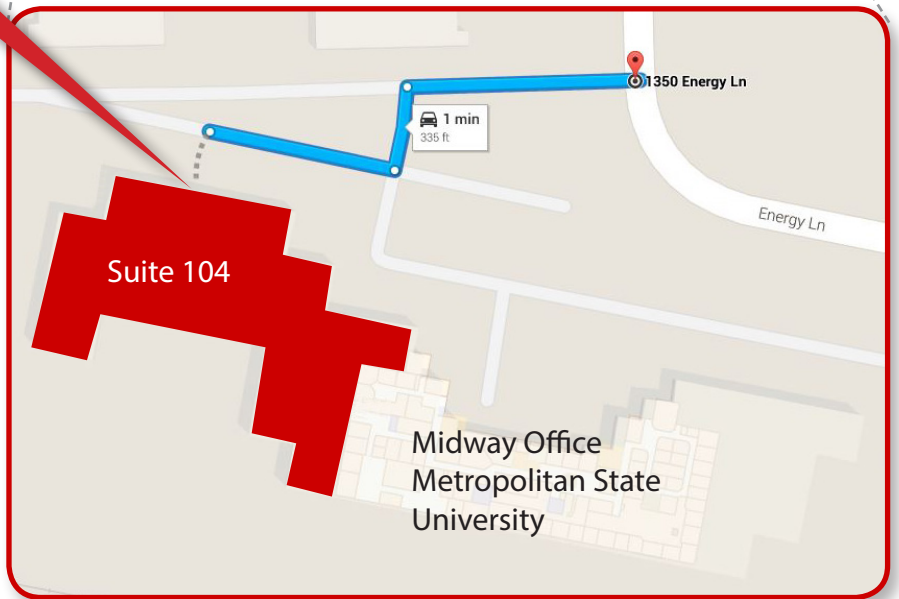 1350 Energy Ln
1 min
335 ft
Energy Ln
Suite 104
Midway Office
Metropolitan State
University